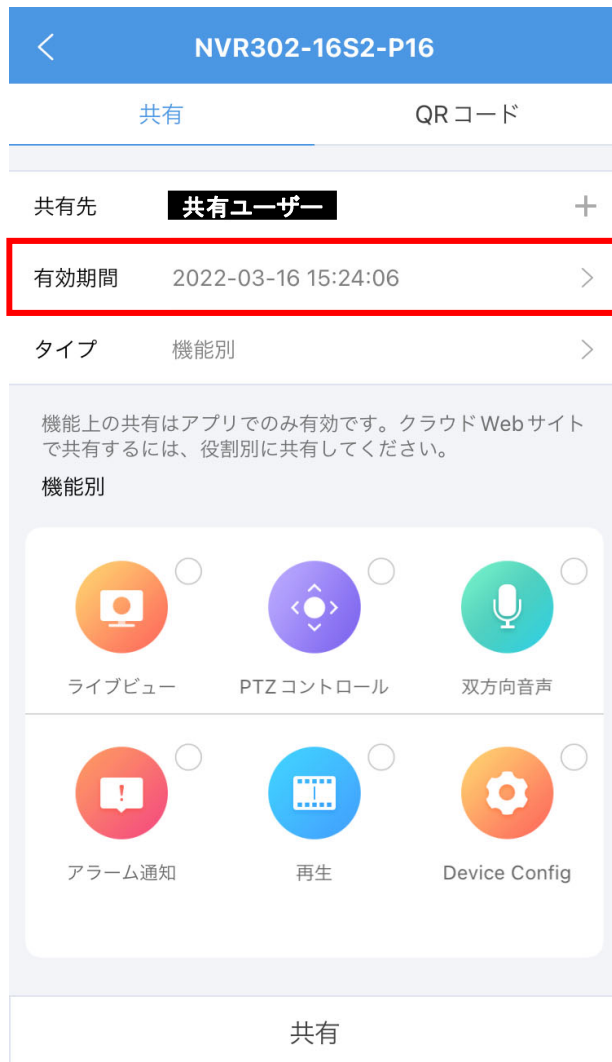 NVR302-16S2-P16
共有 QRコード
共有先 共有ユーザー
有効期間 2022-03-16 15:24:06
タイプ 機能別
機能上の共有はアプリでのみ有効です。クラウドWebサイト
で共有するには、役割別に共有してください。
機能別
ライブビュー PTZコントロール 双方向音声
アラーム通知 再生 Device Config
共有